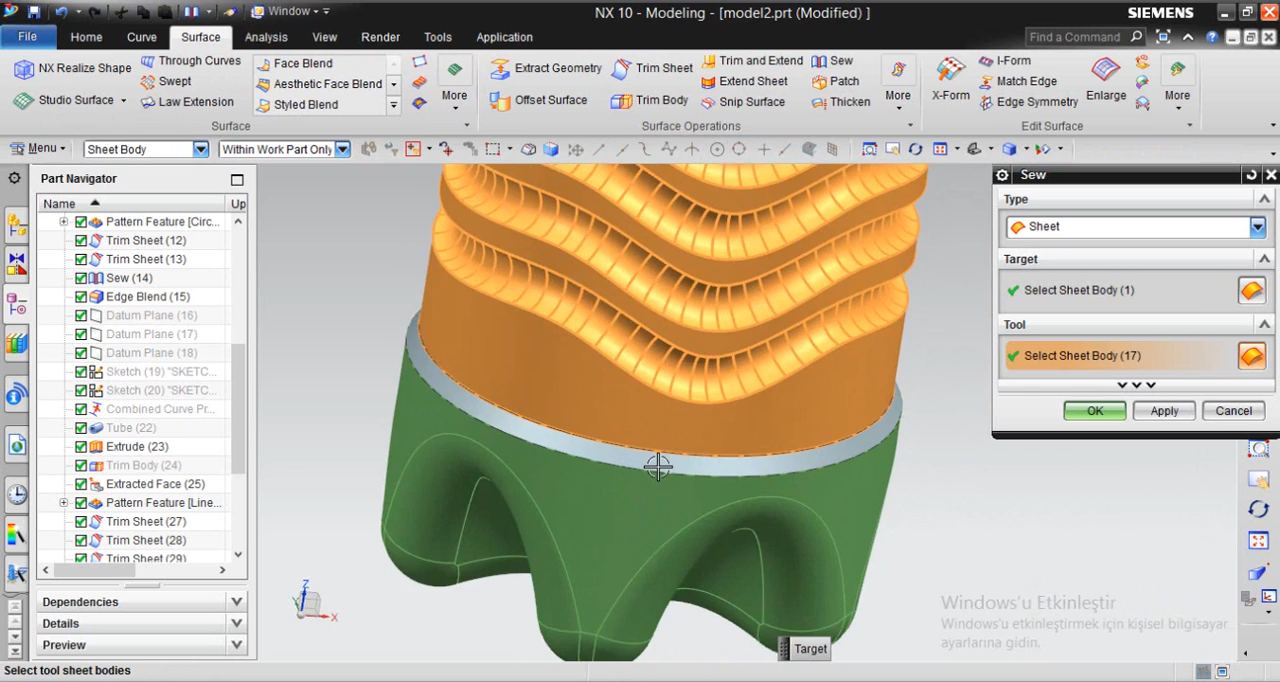 Window
NX 10 - Modeling - [model2.prt (Modified) ]
SIEMENS
File
Home
Curve
Surface
Analysis
View
Render
Tools
Application
Find a Command
NX Realize Shape
Studio Surface
Through Curves
Swept
Law Extension
Face Blend
Aesthetic Face Blend
Styled Blend
More
Surface
Extract Geometry
Offset Surface
Trim Sheet
Trim Body
Trim and Extend
Extend Sheet
Snip Surface
Sew
Patch
Thicken
More
Surface Operations
X-Form
I-Form
Match Edge
Edge Symmetry
Enlarge
More
Edit Surface
Menu
Sheet Body
Within Work Part Only
Part Navigator
Name
Up
Pattern Feature [Circ...
Trim Sheet (12)
Trim Sheet (13)
Sew (14)
Edge Blend (15)
Datum Plane (16)
Datum Plane (17)
Datum Plane (18)
Sketch (19) "SKETC...
Sketch (20) "SKETC...
Combined Curve Pr...
Tube (22)
Extrude (23)
Trim Body (24)
Extracted Face (25)
Pattern Feature [Line...
Trim Sheet (27)
Trim Sheet (28)
Trim Sheet (29)
Dependencies
Details
Preview
Select tool sheet bodies
Z
X
Target
Sew
Type
Sheet
Target
Select Sheet Body (1)
Tool
Select Sheet Body (17)
OK
Apply
Cancel
Windows'u Etkinleştir
Windows'u etkinleştirmek için kişisel bilgisayar
ayarlarına gidin.